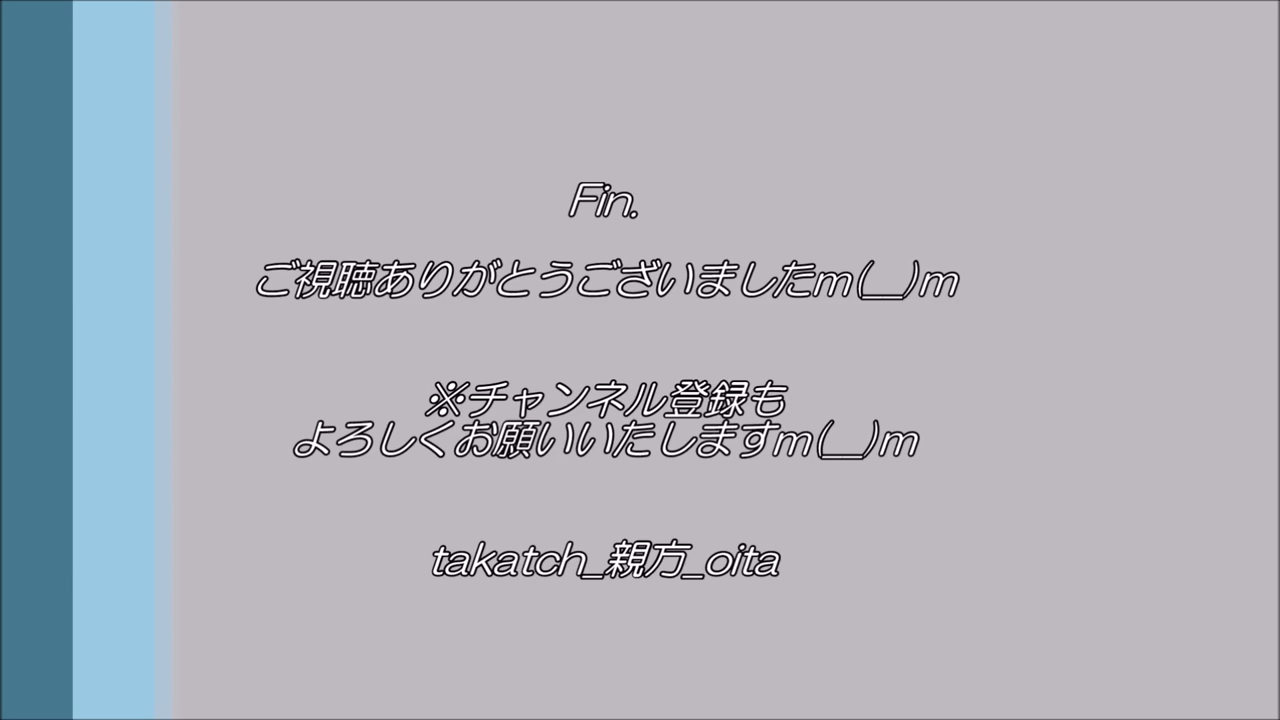 Fin.
ご視聴ありがとうございましたm(__)m
※チャンネル登録も
よろしくお願いいたしますm(__)m
takatch_親方_oita